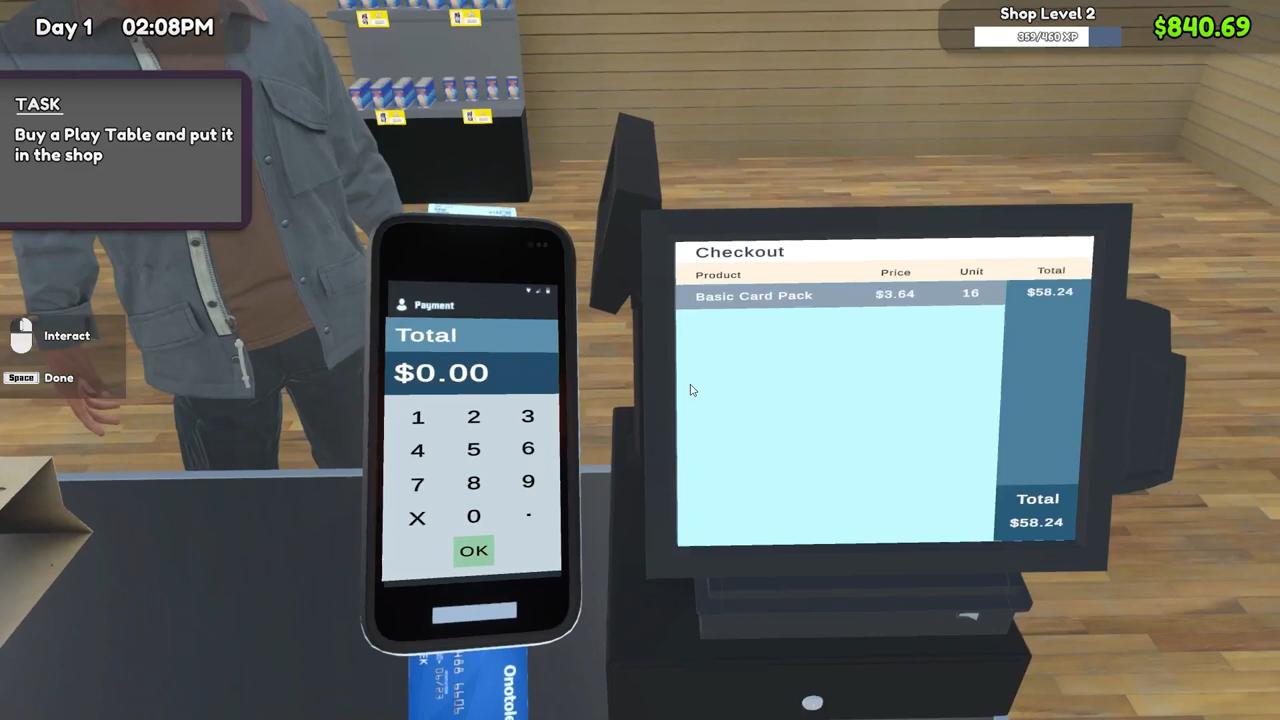 Day 1 02:08PM
Shop Level 2
359/460 XP
$840.69
TASK
Buy a Play Table and put it
in the shop
Interact
Space Done
Payment
Total
$0.00
1 2 3
4 5 6
7 8 9
X 0 .
OK
Checkout
Product Price Unit Total
Basic Card Pack $3.64 16 $58.24
Total
$58.24